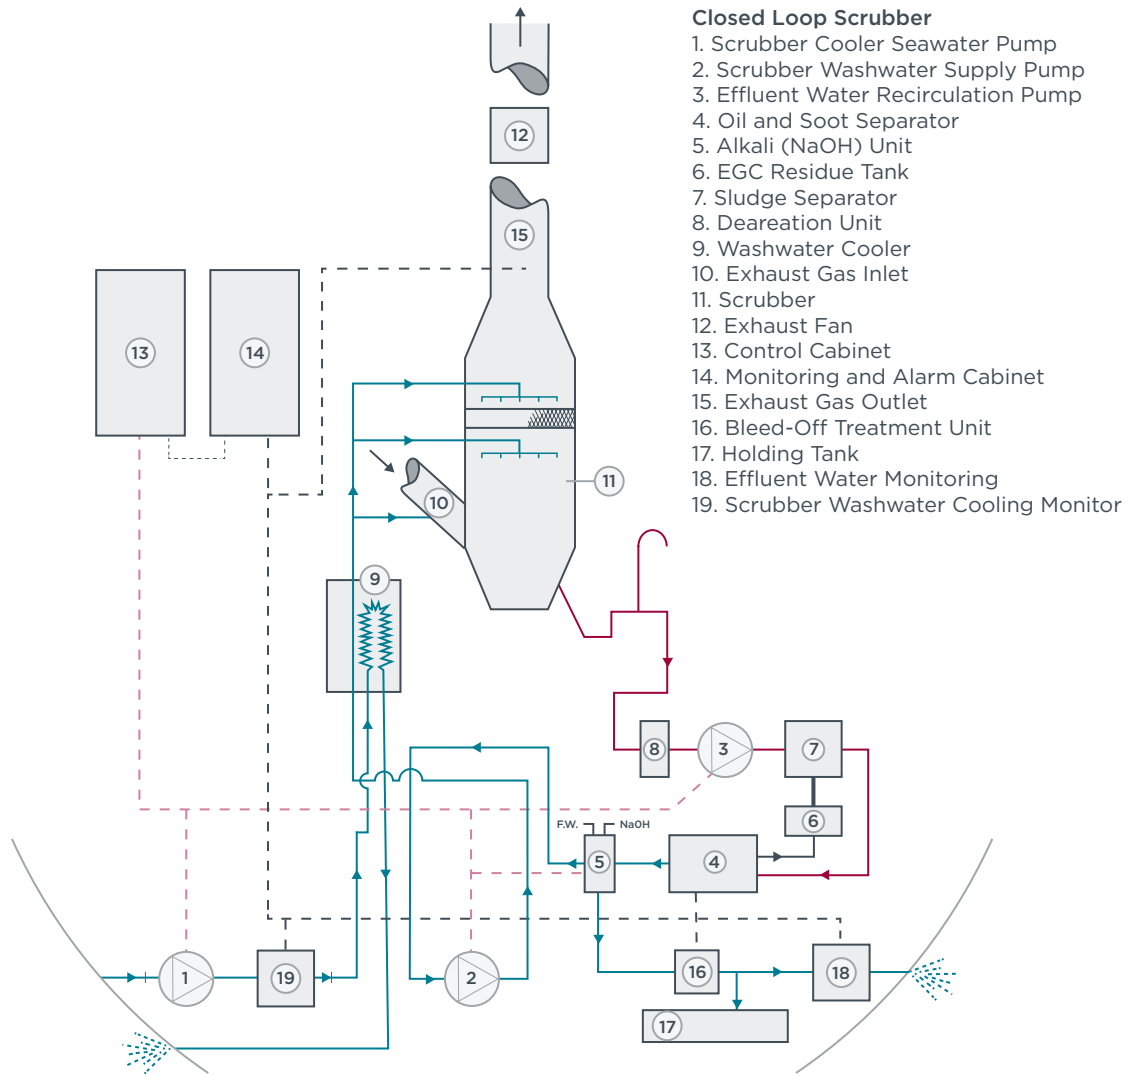 Closed Loop Scrubber
1. Scrubber Cooler Seawater Pump
2. Scrubber Washwater Supply Pump
3. Effluent Water Recirculation Pump
4. Oil and Soot Separator
5. Alkali (NaOH) Unit
6. EGC Residue Tank
7. Sludge Separator
8. Deareation Unit
9. Washwater Cooler
10. Exhaust Gas Inlet
11. Scrubber
12. Exhaust Fan
13. Control Cabinet
14. Monitoring and Alarm Cabinet
15. Exhaust Gas Outlet
16. Bleed-Off Treatment Unit
17. Holding Tank
18. Effluent Water Monitoring
19. Scrubber Washwater Cooling Monitor
12
15
13
14
11
10
9
8
3
7
6
F.W.
NaOH
5
4
1
19
2
16
18
17